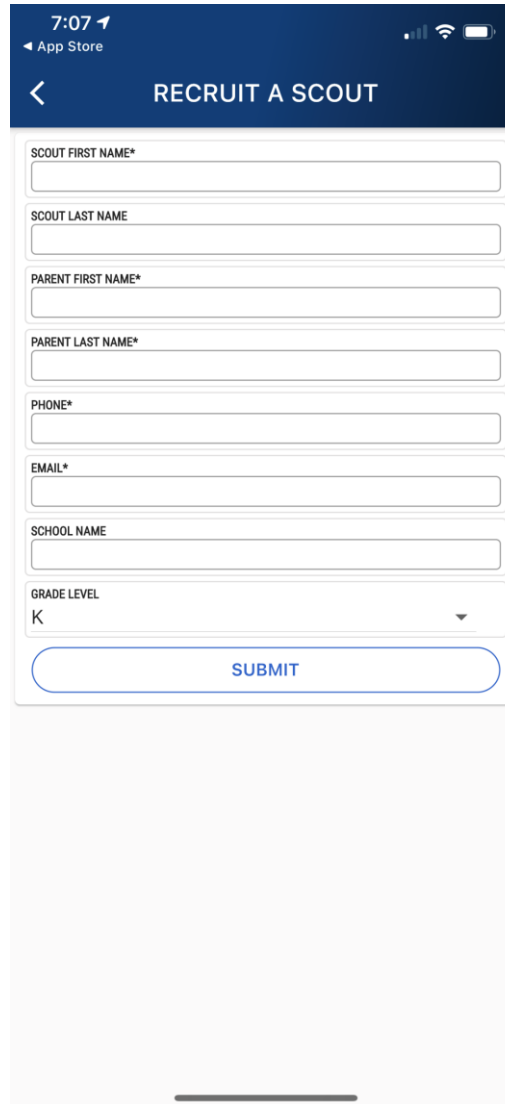 7:07
◀ App Store
RECRUIT A SCOUT
SCOUT FIRST NAME*
SCOUT LAST NAME
PARENT FIRST NAME*
PARENT LAST NAME*
PHONE*
EMAIL*
SCHOOL NAME
GRADE LEVEL
K
SUBMIT